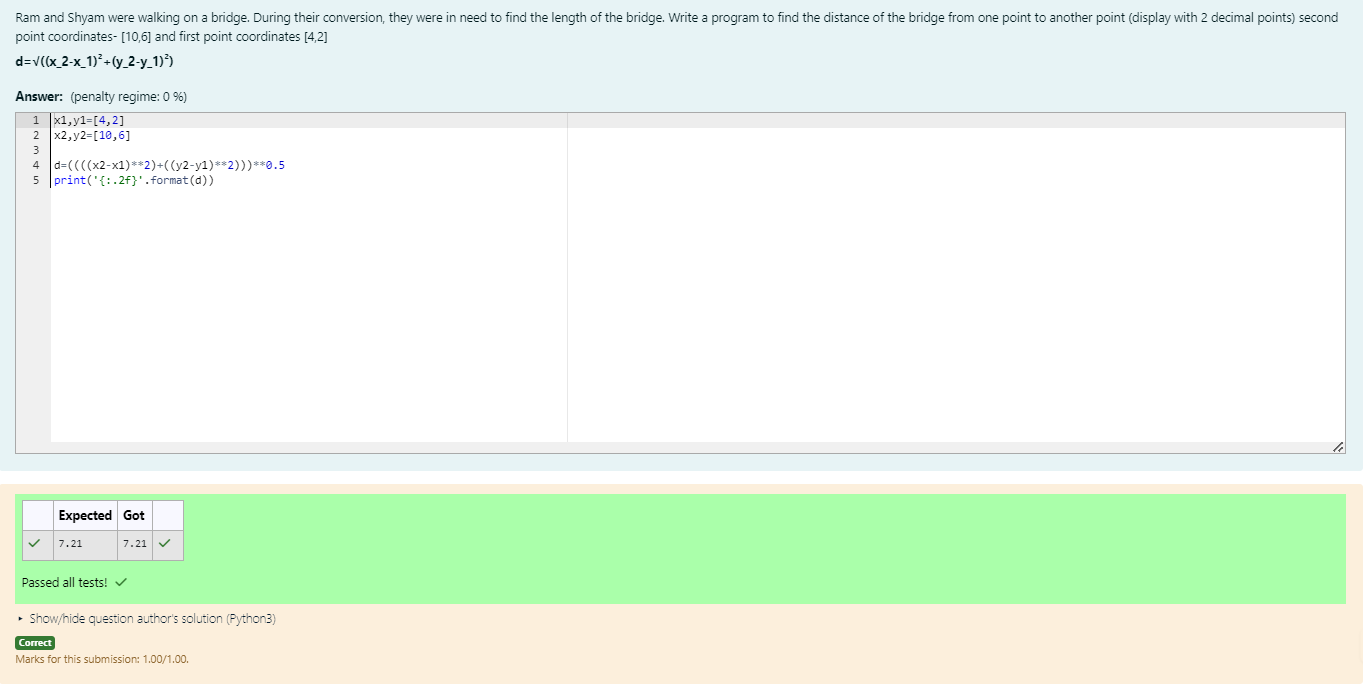 Ram and Shyam were walking on a bridge. During their conversion, they were in need to find the length of the bridge. Write a program to find the distance of the bridge from one point to another point (display with 2 decimal points) second
point coordinates- [10,6] and first point coordinates [4,2]
d=√((x_2-x_1)²+(y_2-y_1)²)
Answer: (penalty regime: 0 %)
1 x1,y1=[4,2]
2 x2,y2=[10,6]
3
4 d=((((x2-x1)**2)+((y2-y1)**2)))**0.5
5 print('{:.2f}'.format(d))
Expected Got
7.21 7.21
Passed all tests!
Show/hide question author's solution (Python3)
Correct
Marks for this submission: 1.00/1.00.